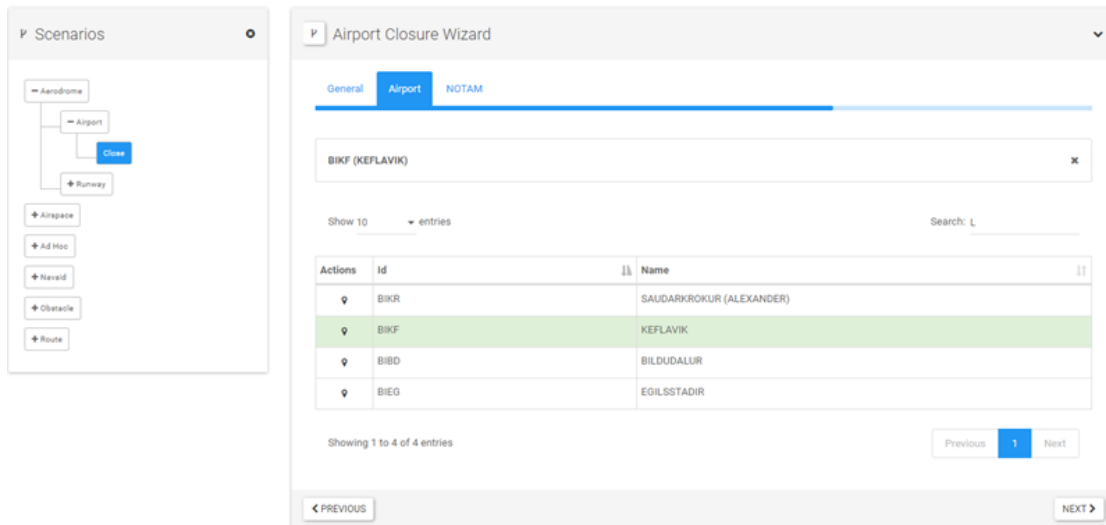 Scenarios
Aerodrome
Airport
Close
Runway
Airspace
Ad Hoc
Navaid
Obstacle
Route
Airport Closure Wizard
General Airport NOTAM
BIKF (KEFLAVIK)
Show 10 entries Search: L
Actions Id Name
BIKR SAUDARKROKUR (ALEXANDER)
BIKF KEFLAVIK
BIBD BILDUDALUR
BIEG EGILSSTADIR
Showing 1 to 4 of 4 entries Previous 1 Next
PREVIOUS NEXT